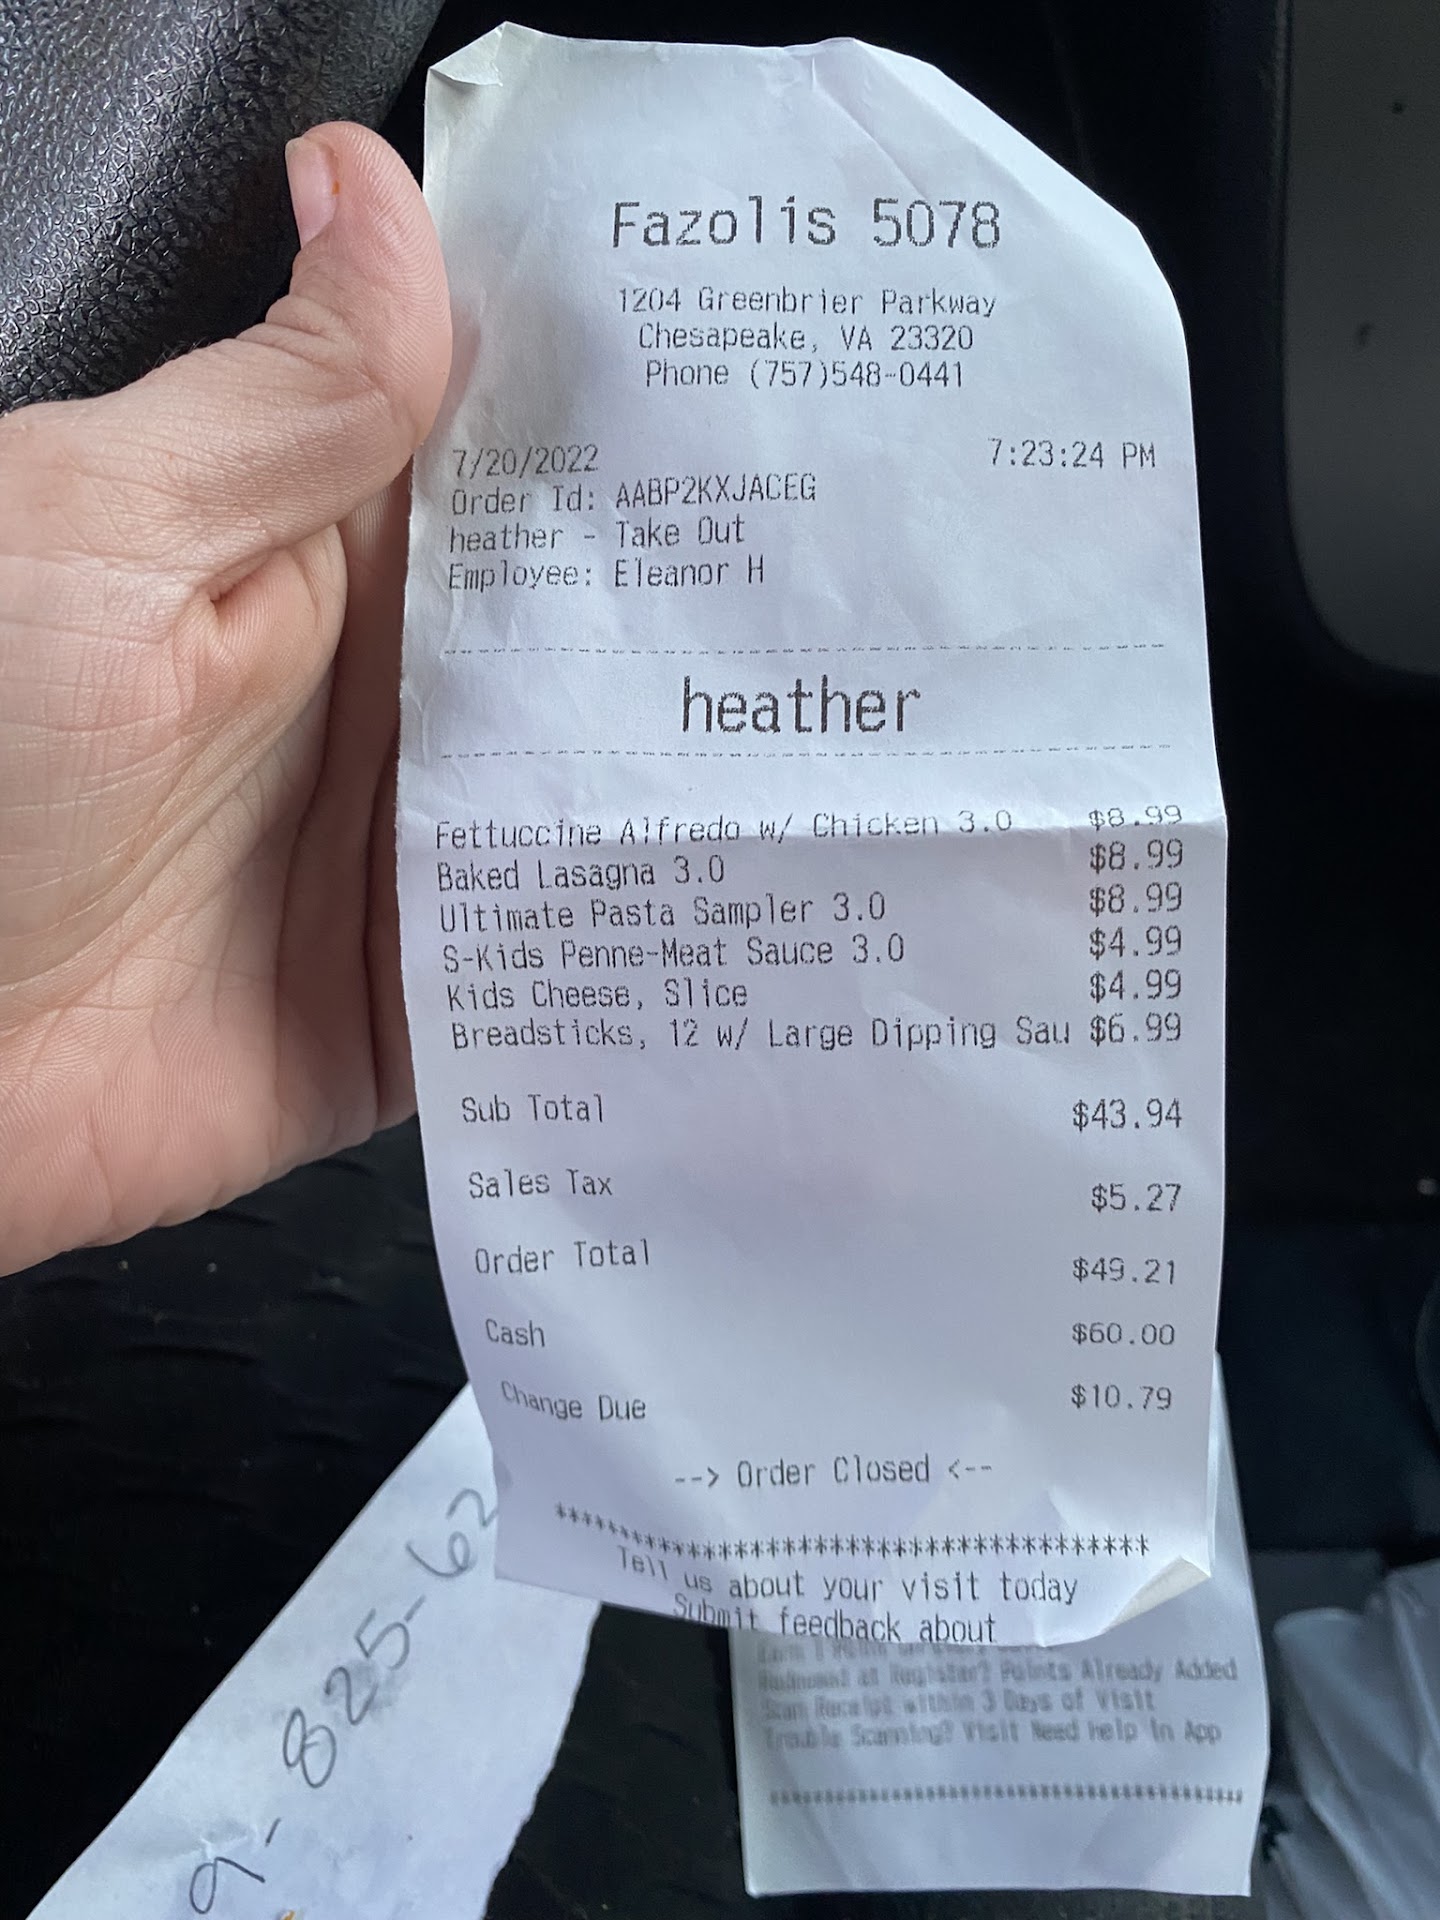 Fazolis 5078
1204 Greenbrier Parkway
Chesapeake, VA 23320
Phone (757)548-0441
7/20/2022 7:23:24 PM
Order Id: AABP2KXJACEG
heather - Take Out
Employee: Eleanor H
heather
Fettuccine Alfredo w/ Chicken 3.0 $8.99
Baked Lasagna 3.0 $8.99
Ultimate Pasta Sampler 3.0 $8.99
S-Kids Penne-Meat Sauce 3.0 $4.99
Kids Cheese, Slice $4.99
Breadsticks, 12 w/ Large Dipping Sau $6.99
Sub Total $43.94
Sales Tax $5.27
Order Total $49.21
Cash $60.00
Change Due $10.79
--> Order Closed <--
**************************************
Tell us about your visit today
Submit feedback about
Redeemed at Register? Points Already Added
Scan Receipt within 3 Days of Visit
Trouble Scanning? Visit Need Help in App
9-825-62